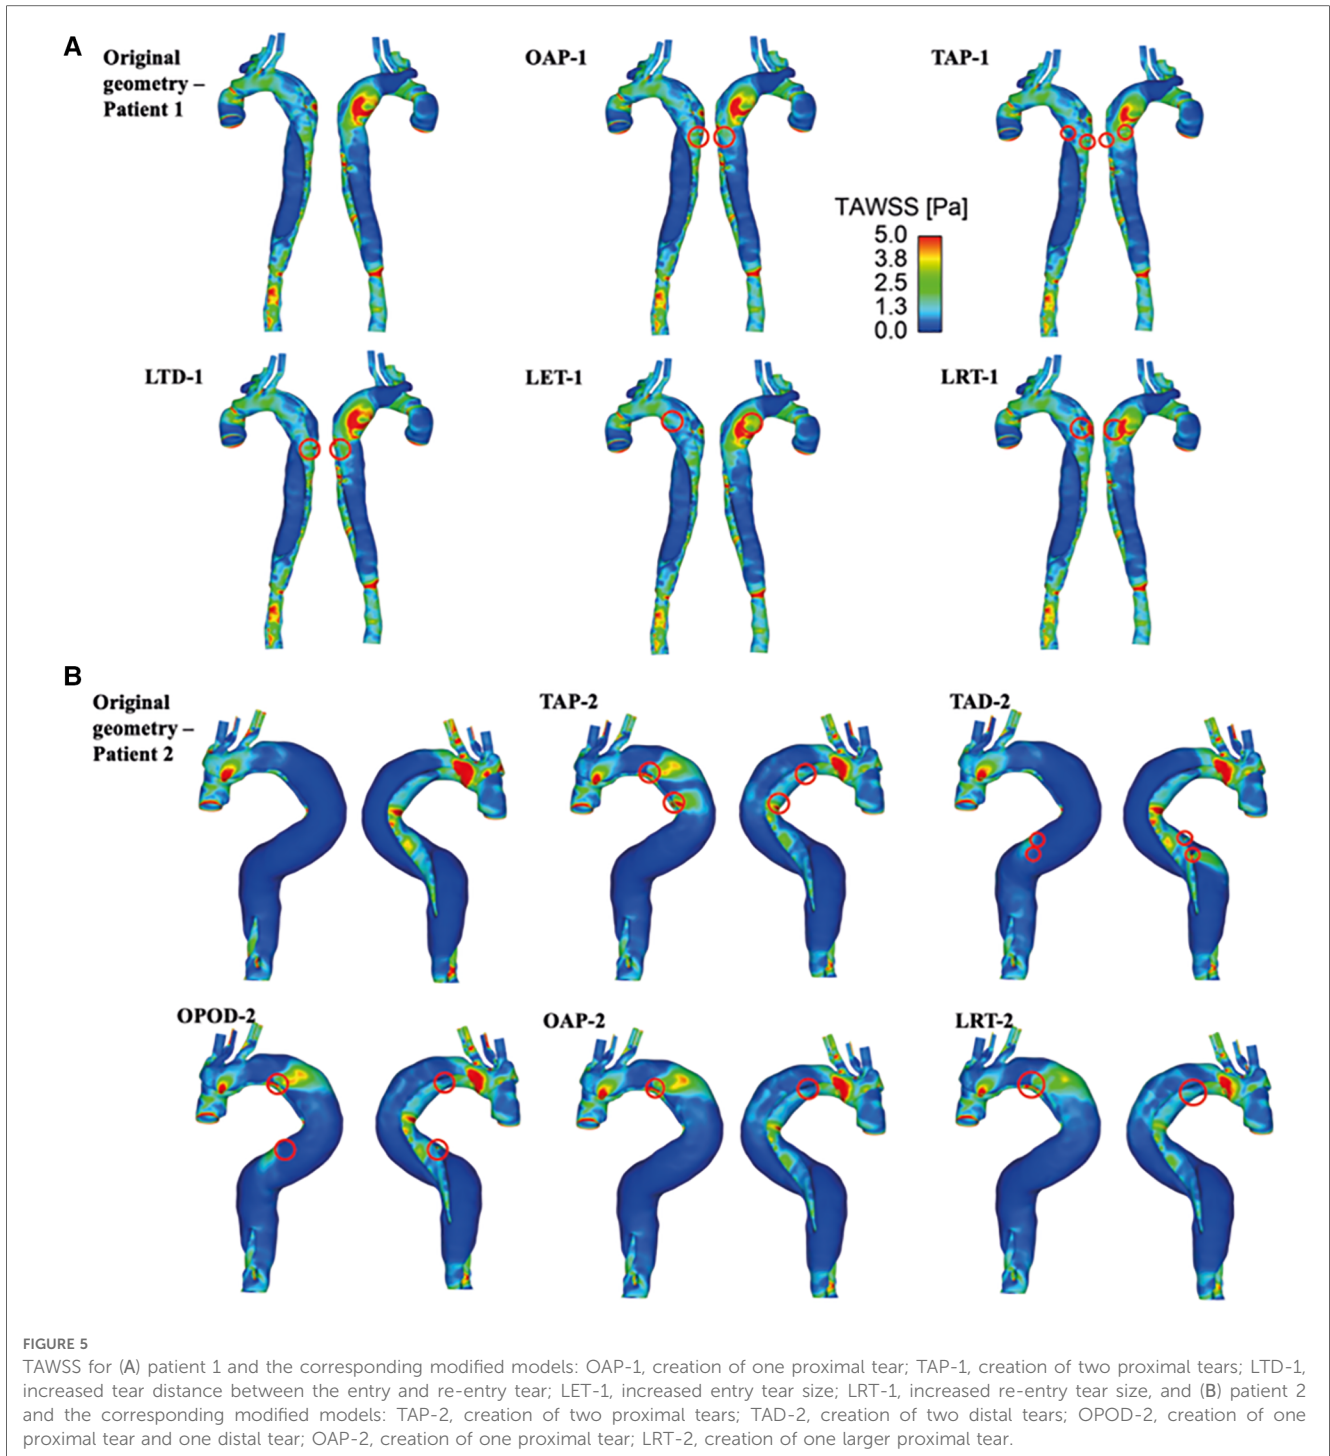 A
Original
geometry –
Patient 1
OAP-1
TAP-1
TAWSS [Pa]
5.0
3.8
2.5
1.3
0.0
LTD-1
LET-1
LRT-1
B
Original
geometry –
Patient 2
TAP-2
TAD-2
OPOD-2
OAP-2
LRT-2
FIGURE 5
TAWSS for (A) patient 1 and the corresponding modified models: OAP-1, creation of one proximal tear; TAP-1, creation of two proximal tears; LTD-1,
increased tear distance between the entry and re-entry tear; LET-1, increased entry tear size; LRT-1, increased re-entry tear size, and (B) patient 2
and the corresponding modified models: TAP-2, creation of two proximal tears; TAD-2, creation of two distal tears; OPOD-2, creation of one
proximal tear and one distal tear; OAP-2, creation of one proximal tear; LRT-2, creation of one larger proximal tear.